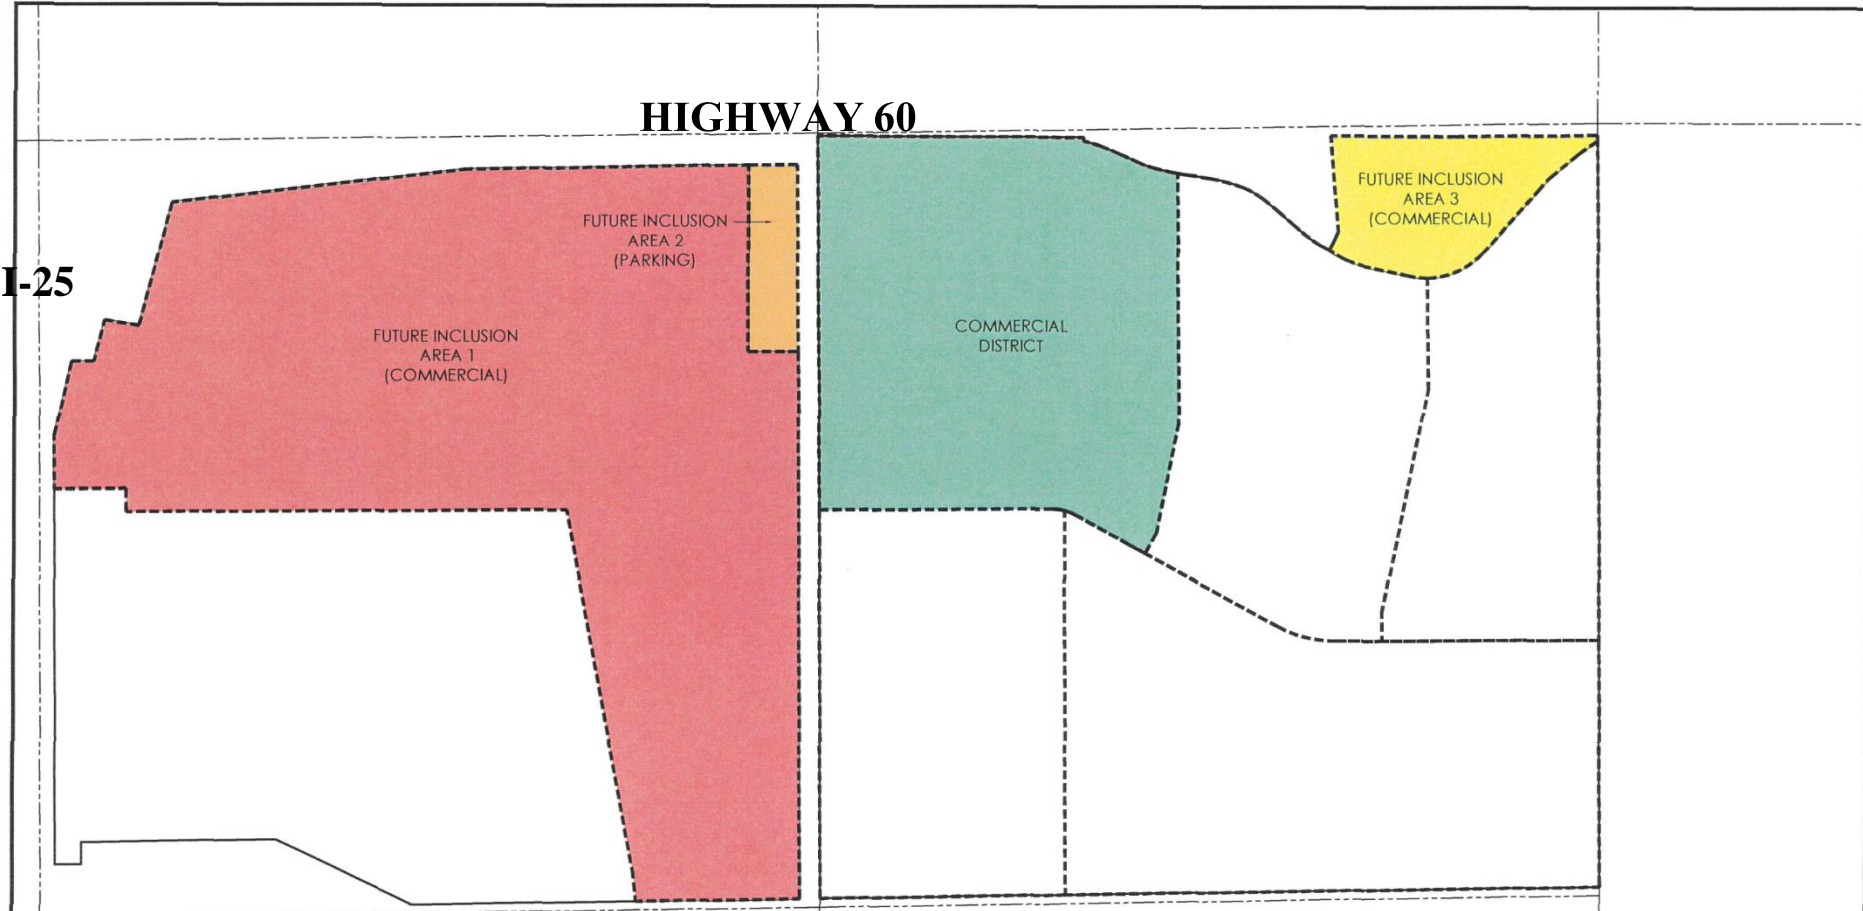 HIGHWAY 60
I-25
FUTURE INCLUSION
AREA 1
(COMMERCIAL)
FUTURE INCLUSION
AREA 2
(PARKING)
COMMERCIAL
DISTRICT
FUTURE INCLUSION
AREA 3
(COMMERCIAL)